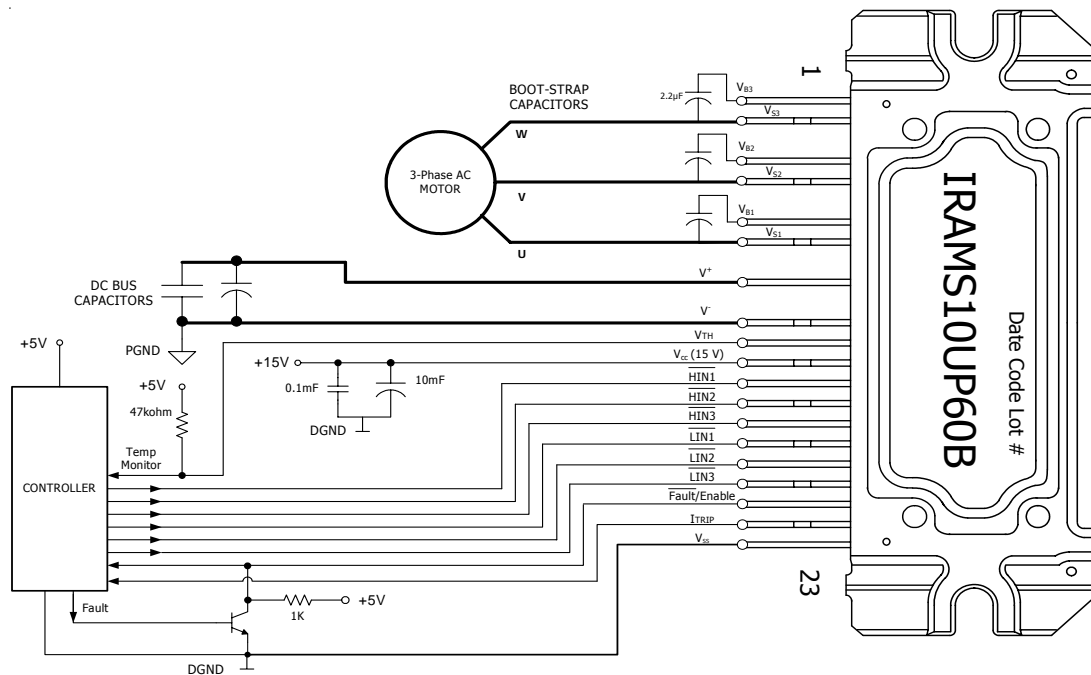 1
BOOT-STRAP
CAPACITORS
2.2µF
VB3
VS3
W
VB2
3-Phase AC
MOTOR
VS2
V
VB1
VS1
U
V+
DC BUS
CAPACITORS
V-
PGND
VTH
+5V
+15V
Vcc (15 V)
+5V
0.1mF
10mF
HIN1
47kohm
HIN2
DGND
HIN3
LIN1
Temp
Monitor
LIN2
CONTROLLER
LIN3
Fault/Enable
ITRIP
Vss
Fault
+5V
1K
DGND
23
IRAMS10UP60B
Date Code Lot #